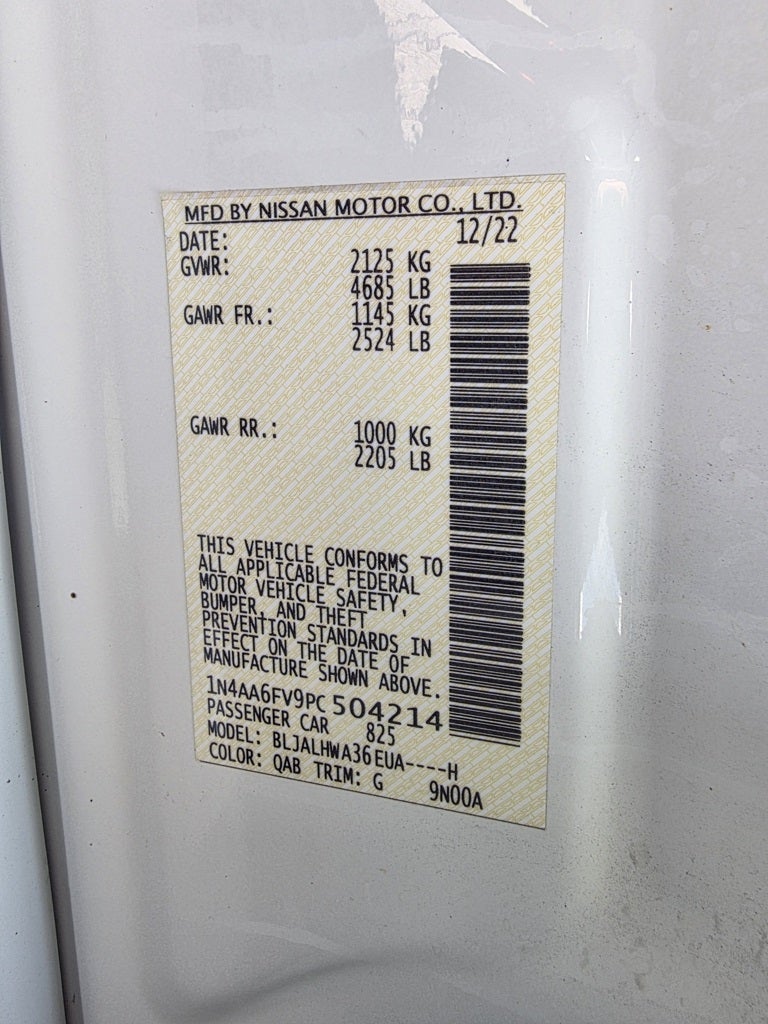 MFD BY NISSAN MOTOR CO., LTD.
DATE: 12/22
GVWR: 2125 KG
4685 LB
GAWR FR.: 1145 KG
2524 LB
GAWR RR.: 1000 KG
2205 LB
THIS VEHICLE CONFORMS TO
ALL APPLICABLE FEDERAL
MOTOR VEHICLE SAFETY,
BUMPER, AND THEFT
PREVENTION STANDARDS IN
EFFECT ON THE DATE OF
MANUFACTURE SHOWN ABOVE.
1N4AA6FV9PC504214
PASSENGER CAR 825
MODEL: BLJALHWA36EUA----H
COLOR: QAB TRIM: G 9N00A